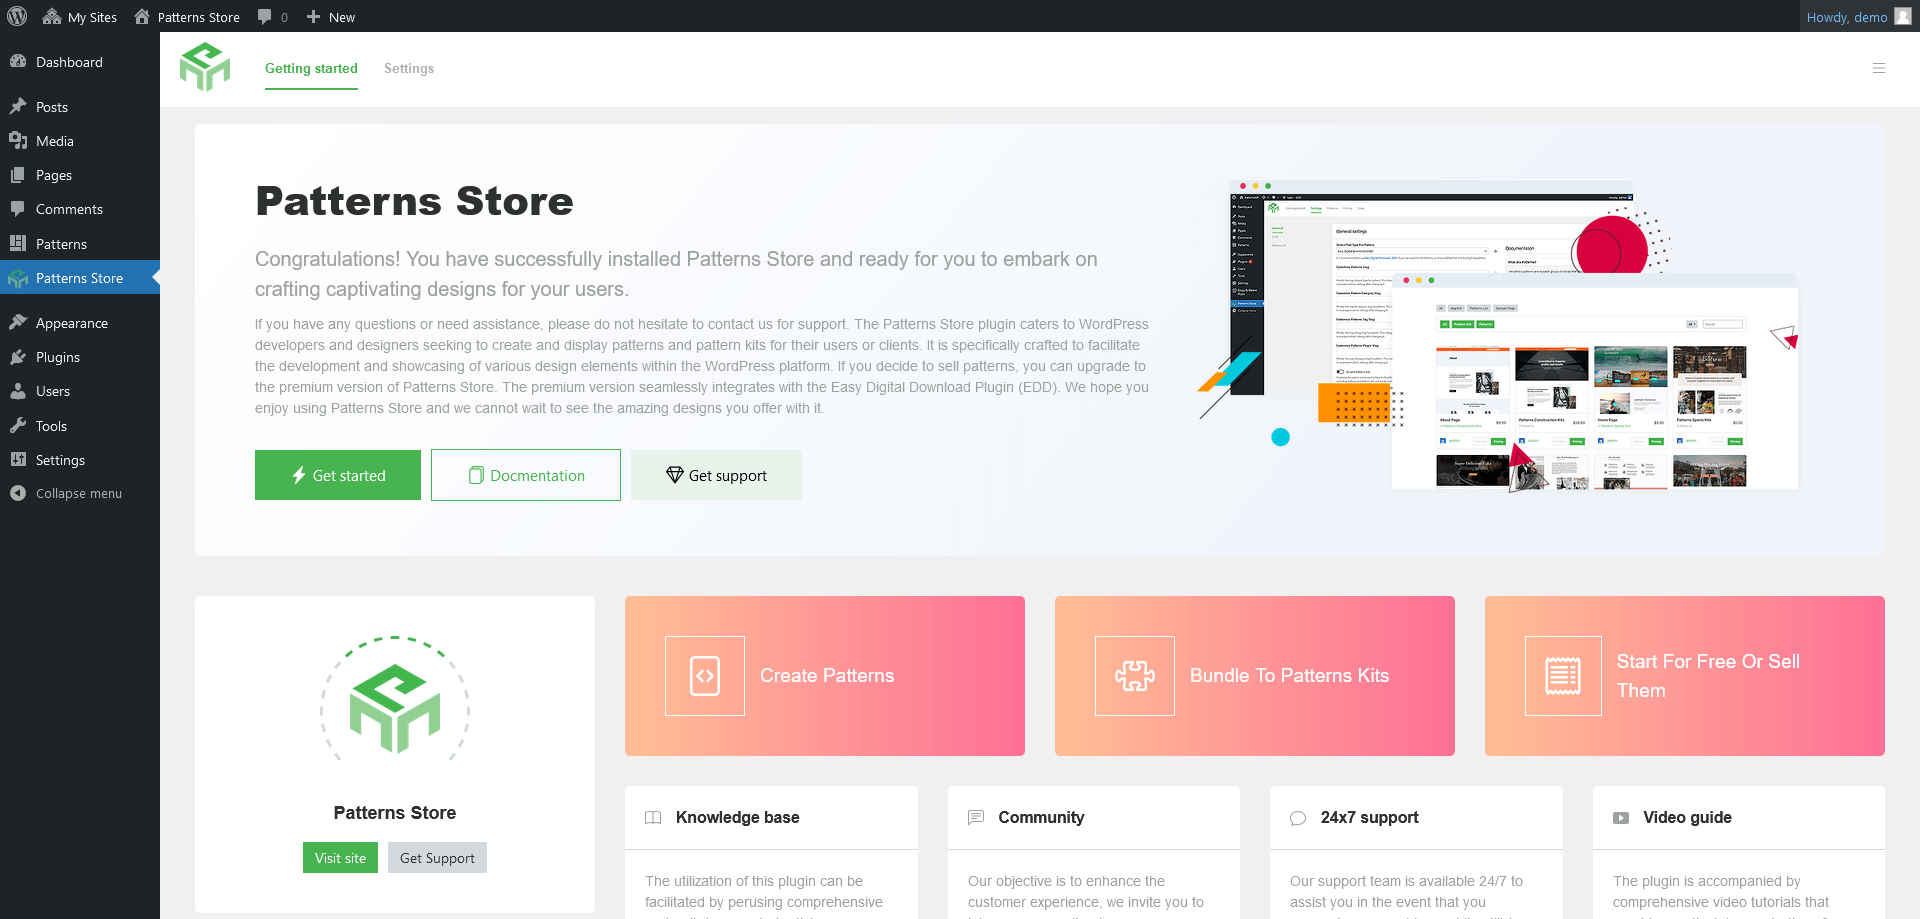 My Sites
Patterns Store
0
New
Howdy, demo
Dashboard
Posts
Media
Pages
Comments
Patterns
Patterns Store
Appearance
Plugins
Users
Tools
Settings
Collapse menu
Getting started
Settings
Patterns Store
Congratulations! You have successfully installed Patterns Store and ready for you to embark on
crafting captivating designs for your users.
If you have any questions or need assistance, please do not hesitate to contact us for support. The Patterns Store plugin caters to WordPress
developers and designers seeking to create and display patterns and pattern kits for their users or clients. It is specifically crafted to facilitate
the development and showcasing of various design elements within the WordPress platform. If you decide to sell patterns, you can upgrade to
the premium version of Patterns Store. The premium version seamlessly integrates with the Easy Digital Download Plugin (EDD). We hope you
enjoy using Patterns Store and we cannot wait to see the amazing designs you offer with it.
Get started
Docmentation
Get support
General settings
Documentation
Patterns Store
Visit site
Get Support
Create Patterns
Bundle To Patterns Kits
Start For Free Or Sell
Them
Knowledge base
The utilization of this plugin can be
facilitated by perusing comprehensive
Community
Our objective is to enhance the
customer experience, we invite you to
24x7 support
Our support team is available 24/7 to
assist you in the event that you
Video guide
The plugin is accompanied by
comprehensive video tutorials that